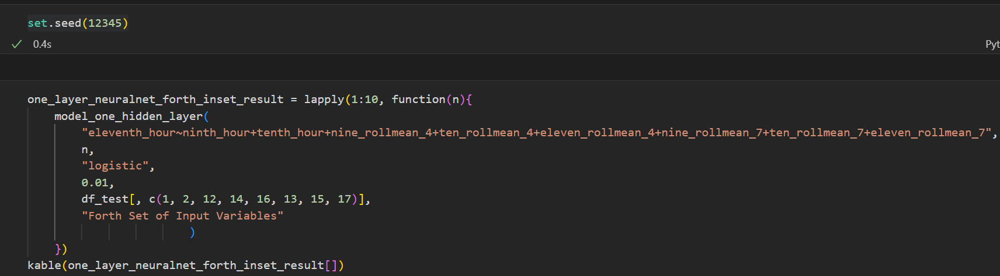 set.seed(12345)
0.4s
Pyt
one_layer_neuralnet_forth_inset_result = lapply(1:10, function(n){
model_one_hidden_layer(
"eleventh_hour~ninth_hour+tenth_hour+nine_rollmean_4+ten_rollmean_4+eleven_rollmean_4+nine_rollmean_7+ten_rollmean_7+eleven_rollmean_7",
n,
"logistic",
0.01,
df_test[, c(1, 2, 12, 14, 16, 13, 15, 17)],
"Forth Set of Input Variables"
)
})
kable(one_layer_neuralnet_forth_inset_result[])